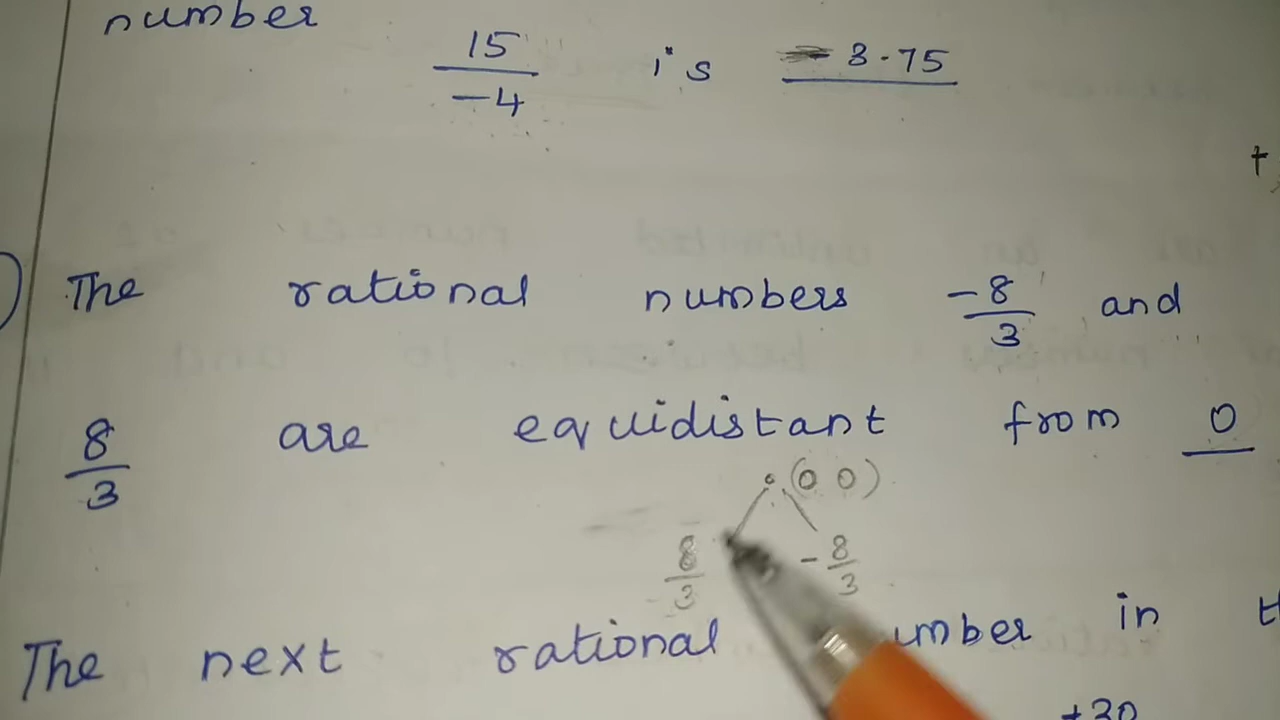 number
15/-4 is - 3.75
The rational numbers -8/3 and
8/3 are equidistant from 0
(0 0)
8/3 -8/3
The next rational in
+30